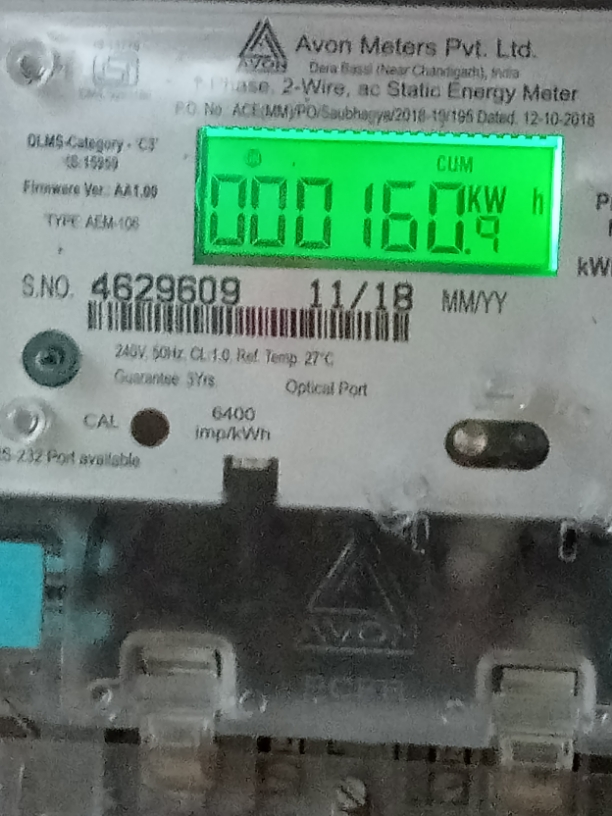 AVON
Avon Meters Pvt. Ltd.
Dera Bassi (Near Chandigarh), India
Phase, 2-Wire, ac Static Energy Meter
P.O. No : ACE(MM)/PO/Saubhagya/2018-19/195 Dated. 12-10-2018
DLMS-Category - 'C3'
IS:15959
Firmware Ver.: AA1.00
TYPE: AEM-106
CUM
000160.9 KW h
S.NO. 4629609 11/18 MM/YY
240V, 50Hz, CL:1.0, Ref. Temp. 27°C
Guarantee 5Yrs.
Optical Port
CAL
6400
imp/kWh
S-232 Port available
AVON